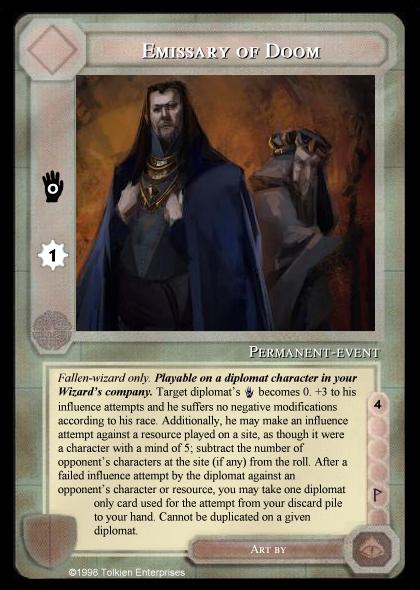 EMISSARY OF DOOM
0
1
PERMANENT-EVENT
Fallen-wizard only. Playable on a diplomat character in your
Wizard's company. Target diplomat's becomes 0. +3 to his
influence attempts and he suffers no negative modifications
according to his race. Additionally, he may make an influence
attempt against a resource played on a site, as though it were
a character with a mind of 5; subtract the number of
opponent's characters at the site (if any) from the roll. After a
failed influence attempt by the diplomat against an
opponent's character or resource, you may take one diplomat
only card used for the attempt from your discard pile
to your hand. Cannot be duplicated on a given
diplomat.
4
ᚹ
ART BY
©1998 Tolkien Enterprises